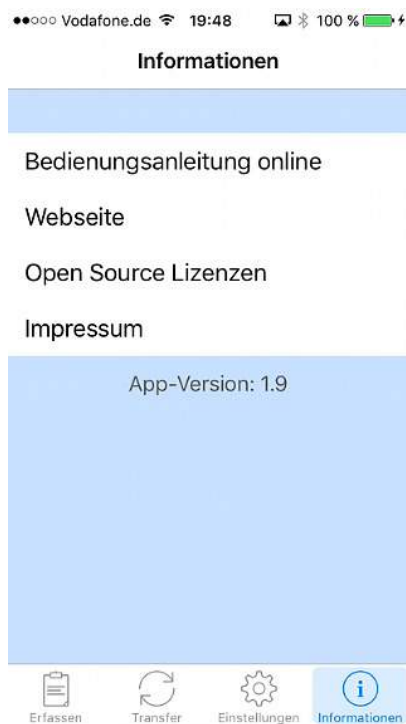 Vodafone.de 19:48 100 %
Informationen
Bedienungsanleitung online
Webseite
Open Source Lizenzen
Impressum
App-Version: 1.9
Erfassen Transfer Einstellungen Informationen